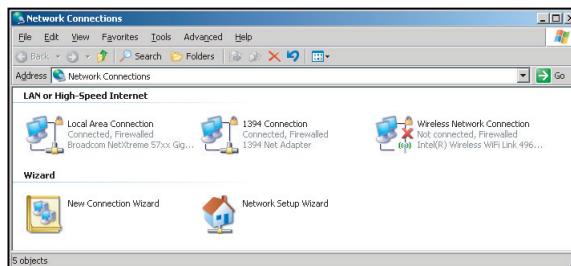 Network Connections
File Edit View Favorites Tools Advanced Help
Back Search Folders
Address Network Connections Go
LAN or High-Speed Internet
Local Area Connection
Connected, Firewalled
Broadcom NetXtreme 57xx Gig...
1394 Connection
Connected, Firewalled
1394 Net Adapter
Wireless Network Connection
Not connected, Firewalled
Intel(R) Wireless WiFi Link 496...
Wizard
New Connection Wizard
Network Setup Wizard
5 objects